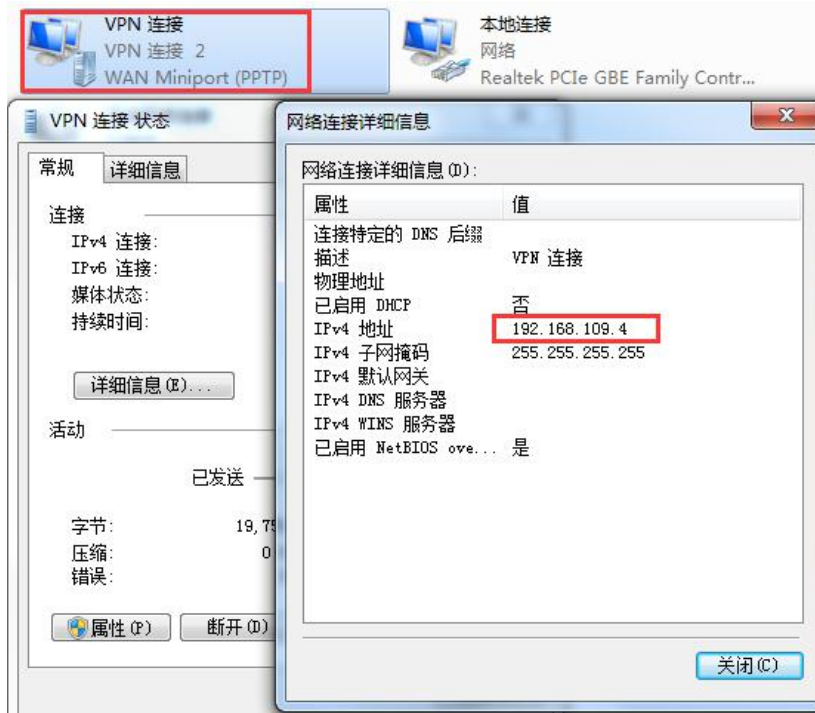 VPN 连接
VPN 连接 2
WAN Miniport (PPTP)
本地连接
网络
Realtek PCIe GBE Family Contr...
VPN 连接 状态
常规
详细信息
连接
IPv4 连接:
IPv6 连接:
媒体状态:
持续时间:
详细信息(E)...
活动
已发送
字节: 19,75
压缩: 0
错误:
属性(P)
断开(D)
网络连接详细信息
网络连接详细信息(D):
属性 值
连接特定的 DNS 后缀
描述 VPN 连接
物理地址
已启用 DHCP 否
IPv4 地址 192.168.109.4
IPv4 子网掩码 255.255.255.255
IPv4 默认网关
IPv4 DNS 服务器
IPv4 WINS 服务器
已启用 NetBIOS ove... 是
关闭(C)